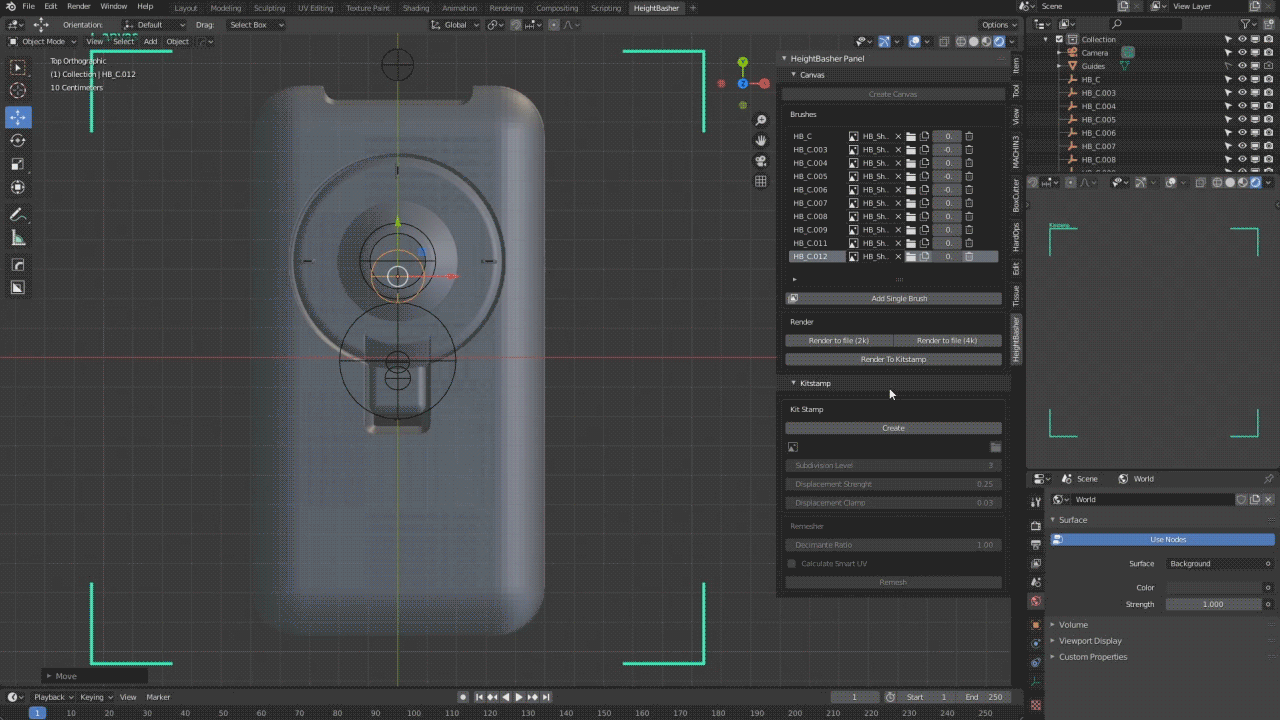 File Edit Render Window Help Layout Modeling Sculpting UV Editing Texture Paint Shading Animation Rendering Compositing Scripting HeightBasher Scene View Layer
Orientation: Default Drag: Select Box Global Options
Object Mode View Select Add Object
Top Orthographic
(1) Collection | HB_C.012
10 Centimeters
Y
X
Z
HeightBasher Panel
Canvas
Create Canvas
Brushes
HB_C HB_Sh.. 0.
HB_C.003 HB_Sh.. -0.
HB_C.004 HB_Sh.. -0.
HB_C.005 HB_Sh.. -0.
HB_C.006 HB_Sh.. -0.
HB_C.007 HB_Sh.. 0.
HB_C.008 HB_Sh.. 0.
HB_C.009 HB_Sh.. 0.
HB_C.011 HB_Sh.. 0.
HB_C.012 HB_Sh.. 0.
Add Single Brush
Render
Render to file (2k) Render to file (4k)
Render To Kitstamp
Kitstamp
Kit Stamp
Create
Subdivision Level 3
Displacement Strenght 0.25
Displacement Clamp 0.03
Remesher
Decimante Ratio 1.00
Calculate Smart UV
Remesh
Item
Tool
View
MACHIN3
BoxCutter
HardOps
Edit
Tissue
HeightBasher
Collection
Camera
Guides
HB_C
HB_C.003
HB_C.004
HB_C.005
HB_C.006
HB_C.007
HB_C.008
Scene World
World
Surface
Use Nodes
Surface Background
Color
Strength 1.000
Volume
Viewport Display
Custom Properties
Move
Playback Keying View Marker 1 Start 1 End 250
1 10 20 30 40 50 60 70 80 90 100 110 120 130 140 150 160 170 180 190 200 210 220 230 240 250